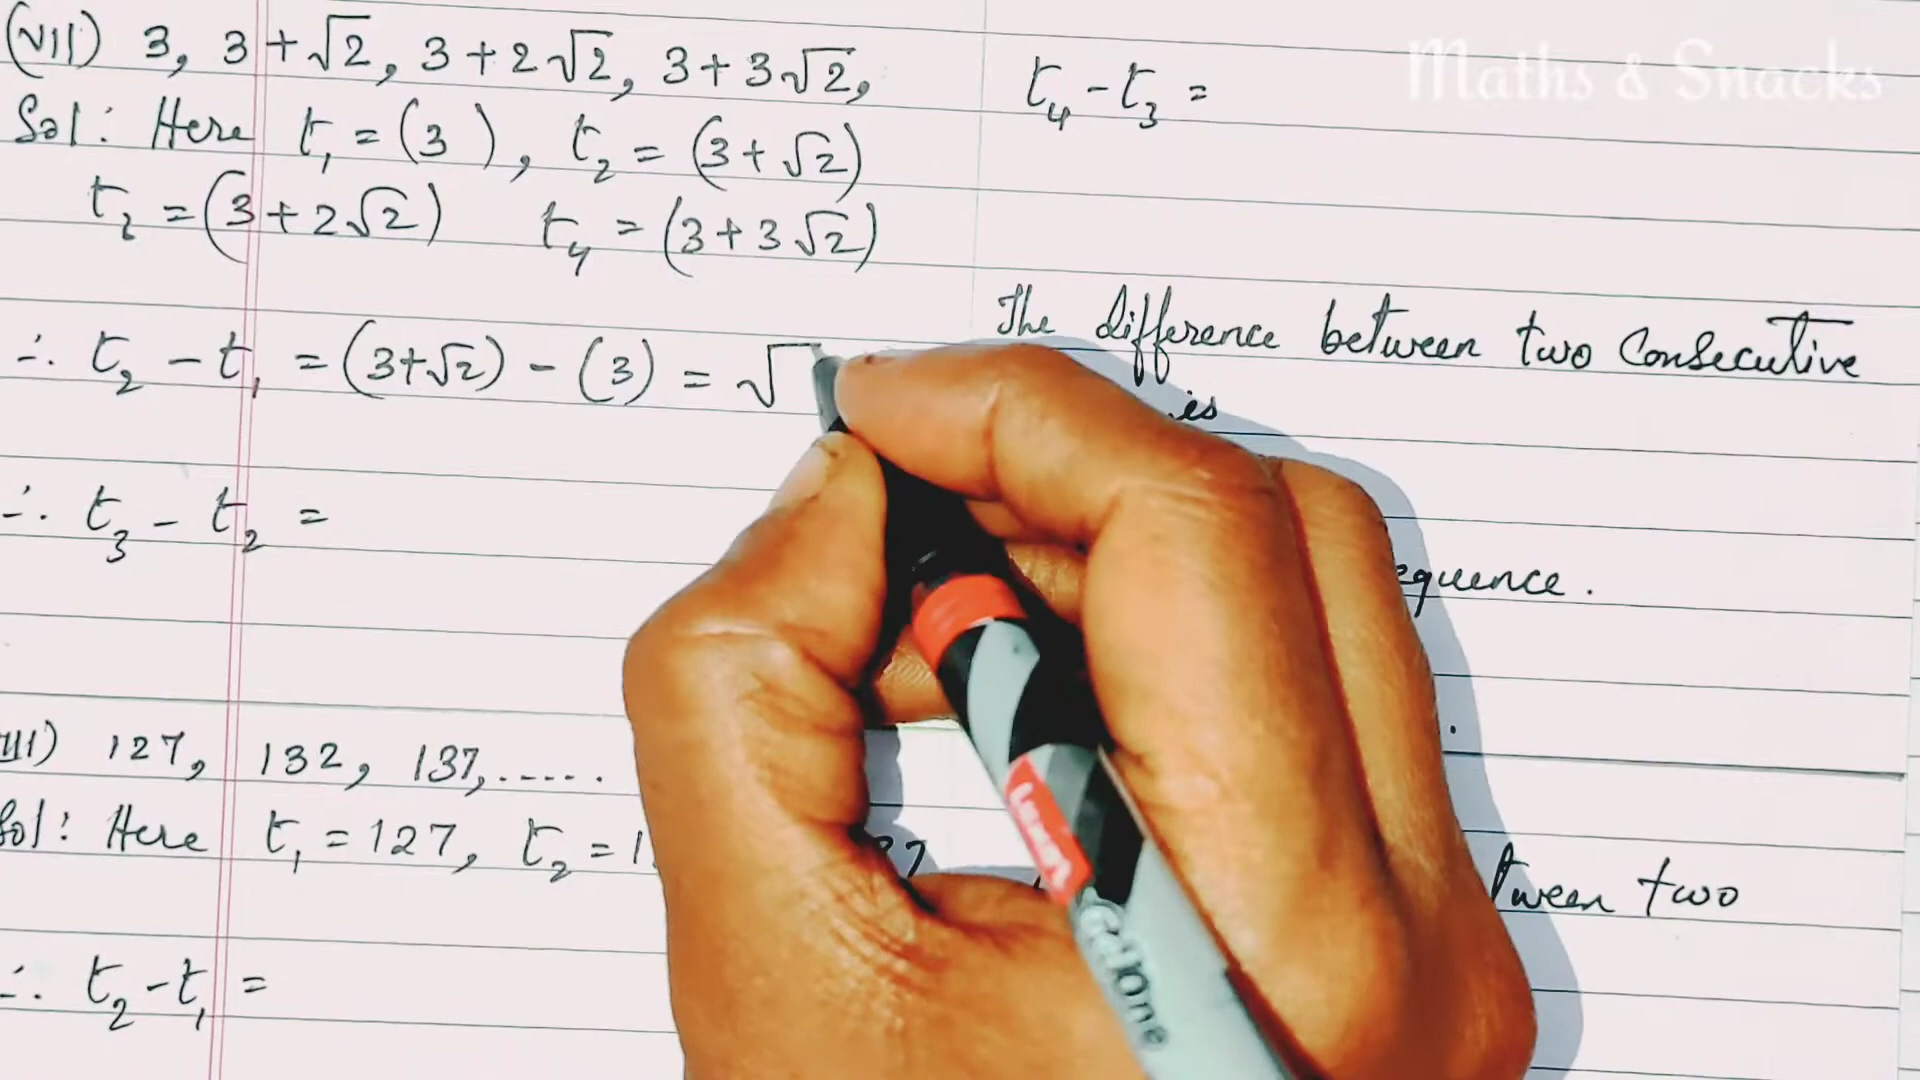 (VII) 3, 3+√2, 3+2√2, 3+3√2,
Sol: Here t₁ = (3), t₂ = (3+√2)
t₂ = (3+2√2) t₄ = (3+3√2)
∴ t₂ - t₁ = (3+√2) - (3) = √
∴ t₃ - t₂ =
127, 132, 137, .....
Sol: Here t₁ = 127, t₂ = 1
∴ t₂ - t₁ =
Maths & Snacks
t₄ - t₃ =
The difference between two Consecutive
is
equence.
tween two
Lexi